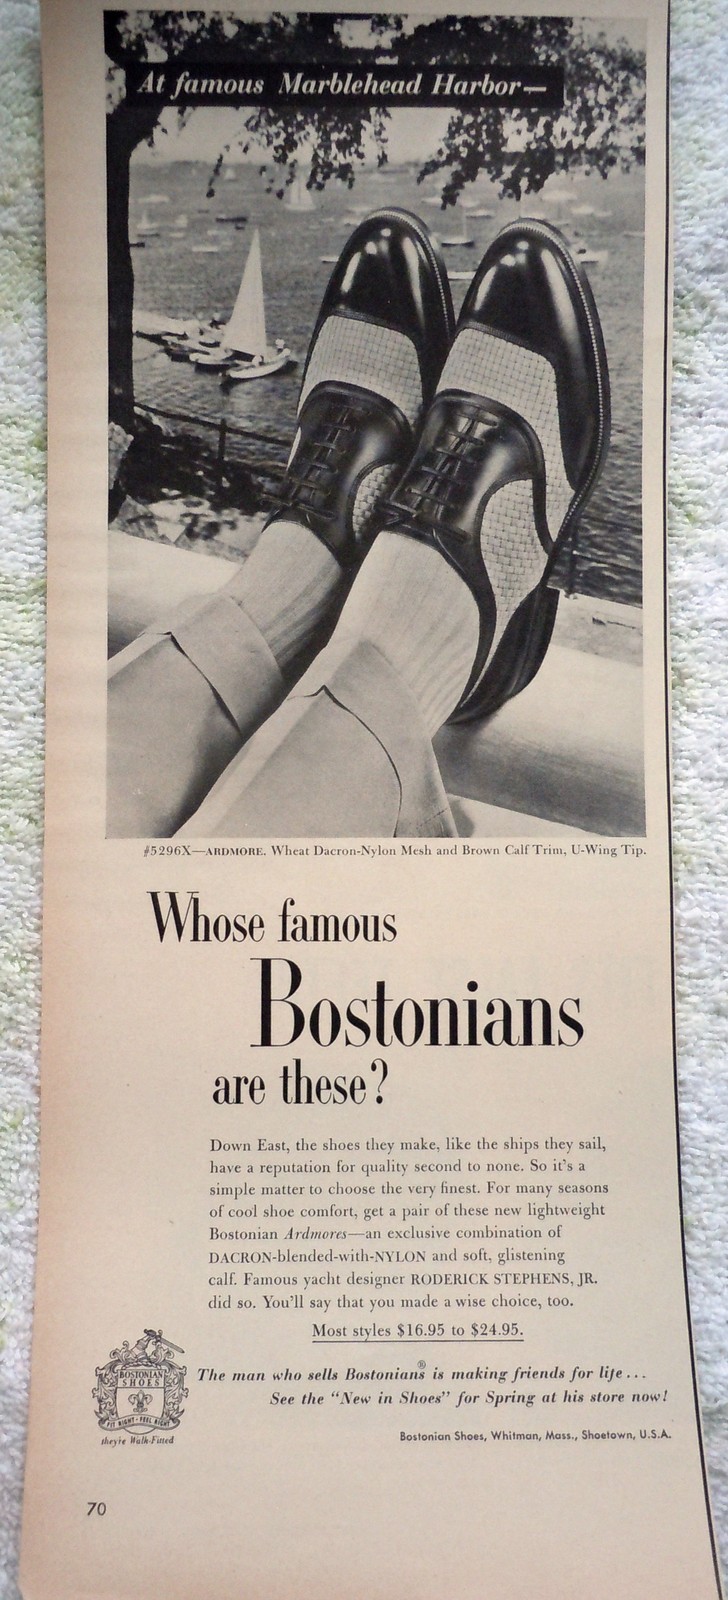 At famous Marblehead Harbor—
#5296X—ARDMORE. Wheat Dacron-Nylon Mesh and Brown Calf Trim, U-Wing Tip.
Whose famous
Bostonians
are these?
Down East, the shoes they make, like the ships they sail,
have a reputation for quality second to none. So it's a
simple matter to choose the very finest. For many seasons
of cool shoe comfort, get a pair of these new lightweight
Bostonian Ardmores—an exclusive combination of
DACRON-blended-with-NYLON and soft, glistening
calf. Famous yacht designer RODERICK STEPHENS, JR.
did so. You'll say that you made a wise choice, too.
Most styles $16.95 to $24.95.
BOSTONIAN
SHOES
FIT RIGHT - FEEL RIGHT
they're Walk-Fitted
The man who sells Bostonians® is making friends for life...
See the "New in Shoes" for Spring at his store now!
Bostonian Shoes, Whitman, Mass., Shoetown, U.S.A.
70